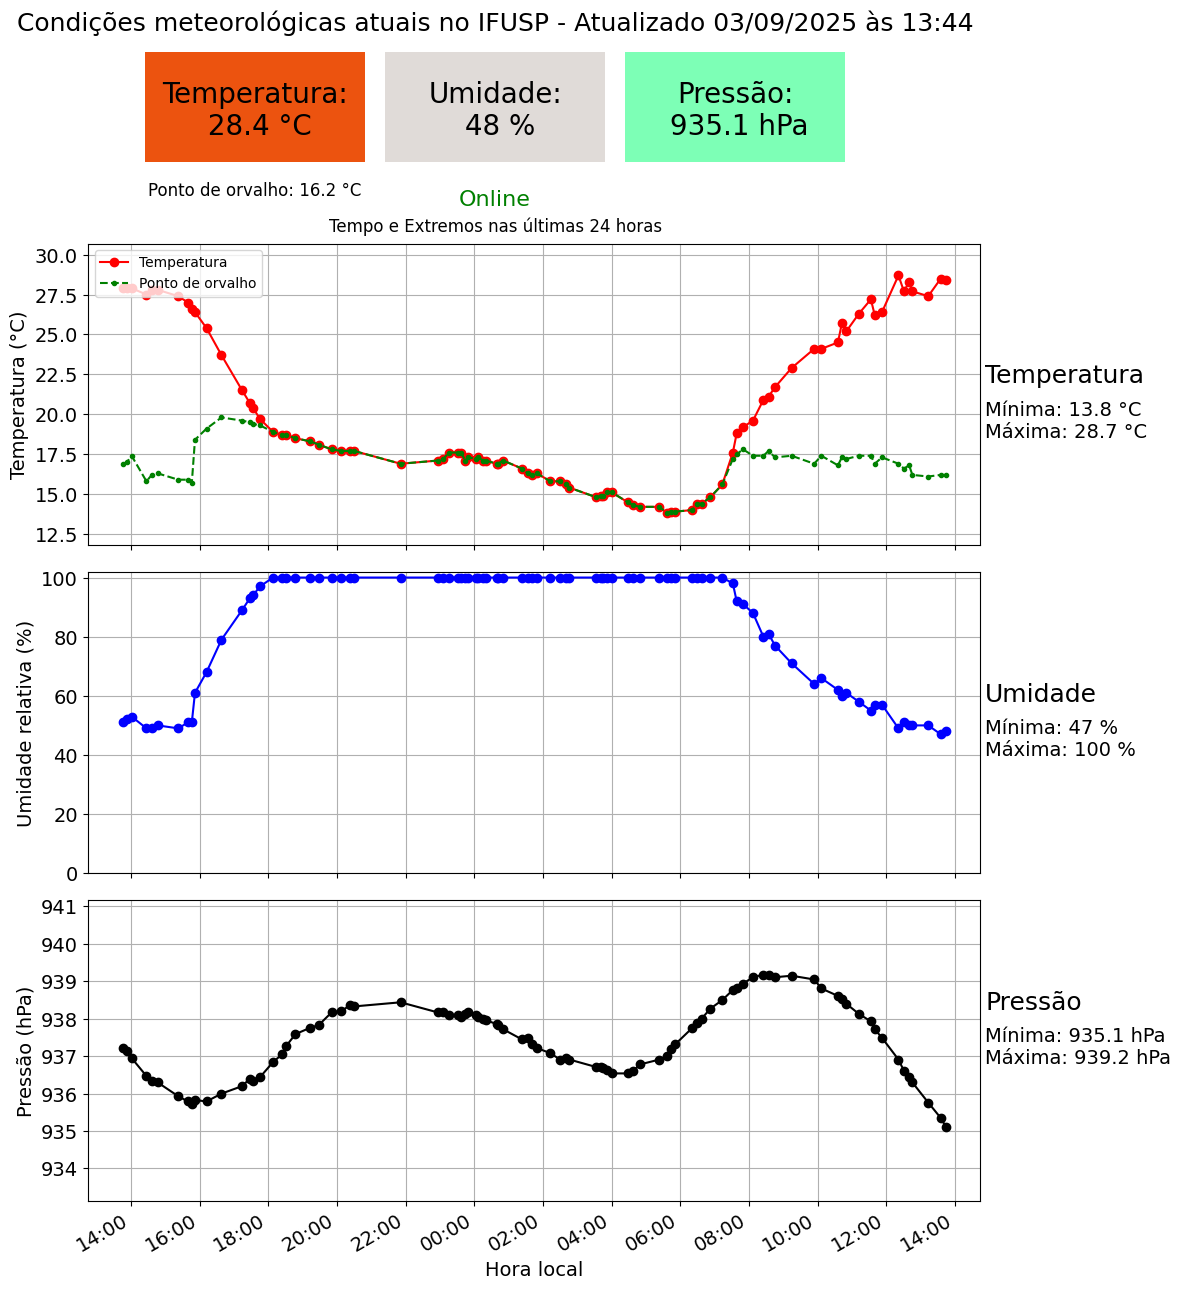 Condições meteorológicas atuais no IFUSP - Atualizado 03/09/2025 às 13:44
Temperatura:
28.4 °C
Umidade:
48 %
Pressão:
935.1 hPa
Ponto de orvalho: 16.2 °C
Online
Tempo e Extremos nas últimas 24 horas
Temperatura (°C)
30.0
27.5
25.0
22.5
20.0
17.5
15.0
12.5
Temperatura
Ponto de orvalho
Temperatura
Mínima: 13.8 °C
Máxima: 28.7 °C
Umidade relativa (%)
100
80
60
40
20
0
Umidade
Mínima: 47 %
Máxima: 100 %
Pressão (hPa)
941
940
939
938
937
936
935
934
Pressão
Mínima: 935.1 hPa
Máxima: 939.2 hPa
14:00 16:00 18:00 20:00 22:00 00:00 02:00 04:00 06:00 08:00 10:00 12:00 14:00
Hora local